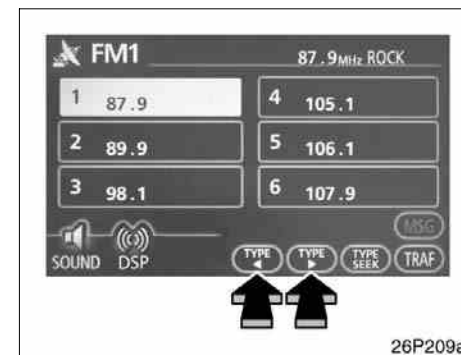 FM1 87.9MHz ROCK
1 87.9
4 105.1
2 89.9
5 106.1
3 98.1
6 107.9
MSG
SOUND DSP TYPE ◄ TYPE ► TYPE SEEK TRAF
26P209a